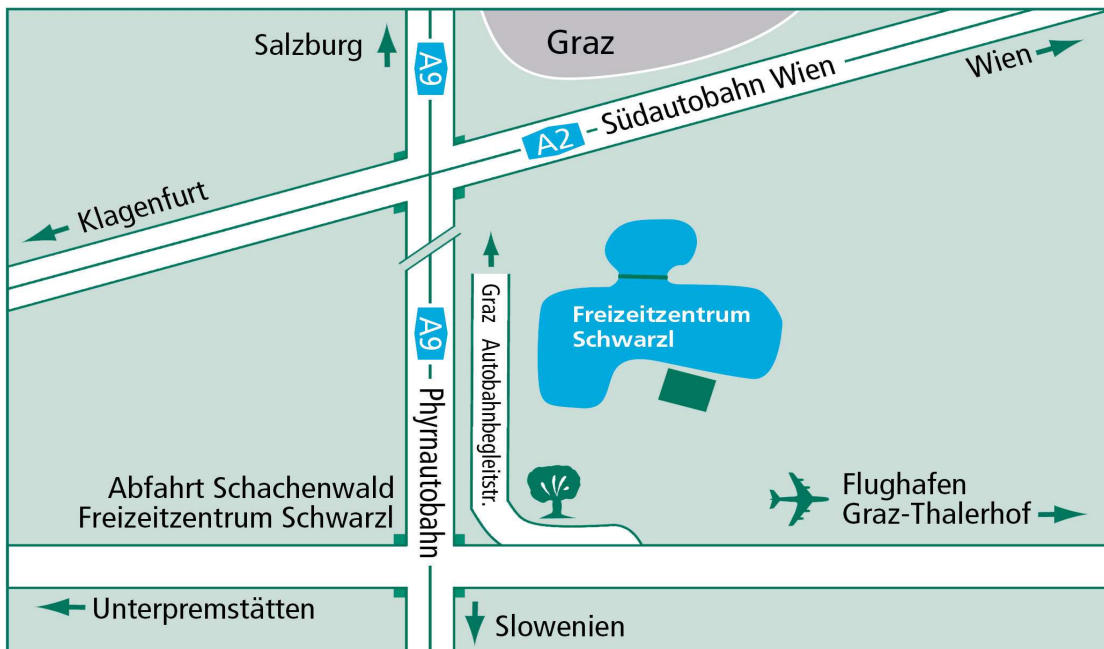 Salzburg
A9
Graz
Wien
A2
Südautobahn Wien
Klagenfurt
A9
Phyrnautobahn
Graz Autobahnbegleitstr.
Freizeitzentrum
Schwarzl
Abfahrt Schachenwald
Freizeitzentrum Schwarzl
Flughafen
Graz-Thalerhof
Unterpremstätten
Slowenien